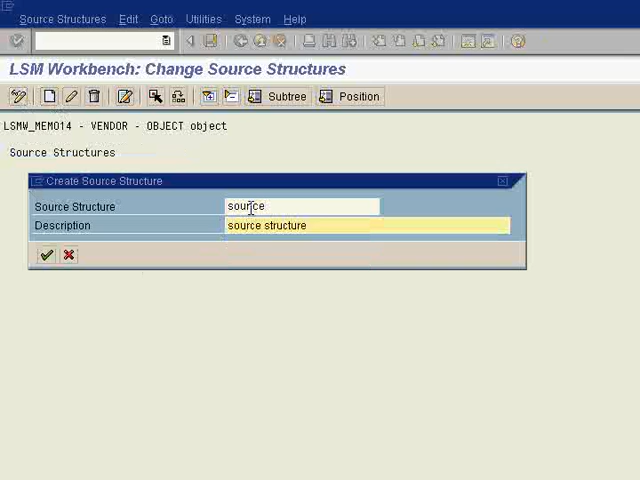 Source Structures Edit Goto Utilities System Help
LSM Workbench: Change Source Structures
Subtree Position
LSMW_MEMO14 - VENDOR - OBJECT object
Source Structures
Create Source Structure
Source Structure source
Description source structure